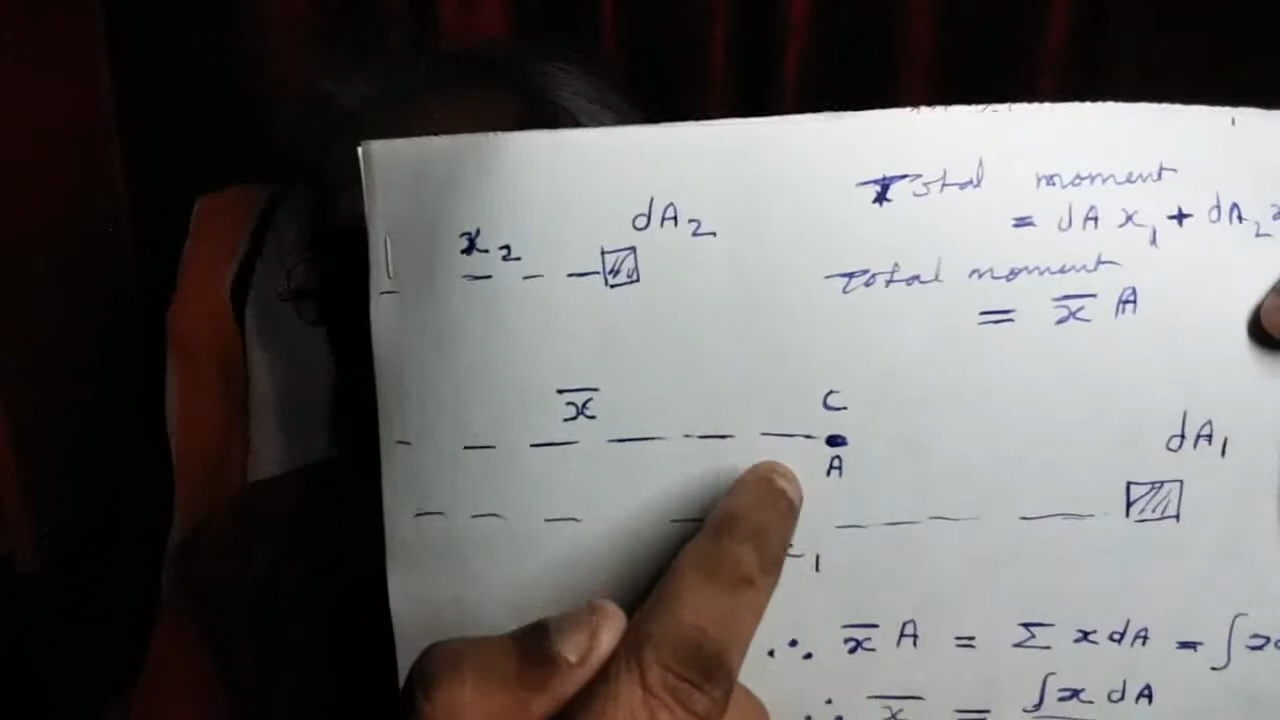 Total moment
= dA x₁ + dA₂
Total moment
= x̄ A
x₂
dA₂
x̄
C
A
dA₁
∴ x̄ A = Σ x dA = ∫
∴ x̄ = ∫x dA